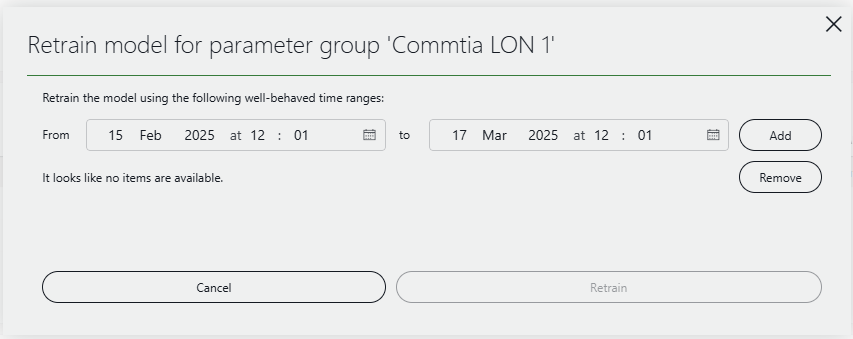 Retrain model for parameter group 'Commtia LON 1'
Retrain the model using the following well-behaved time ranges:
From 15 Feb 2025 at 12 : 01 to 17 Mar 2025 at 12 : 01 Add
It looks like no items are available. Remove
Cancel Retrain